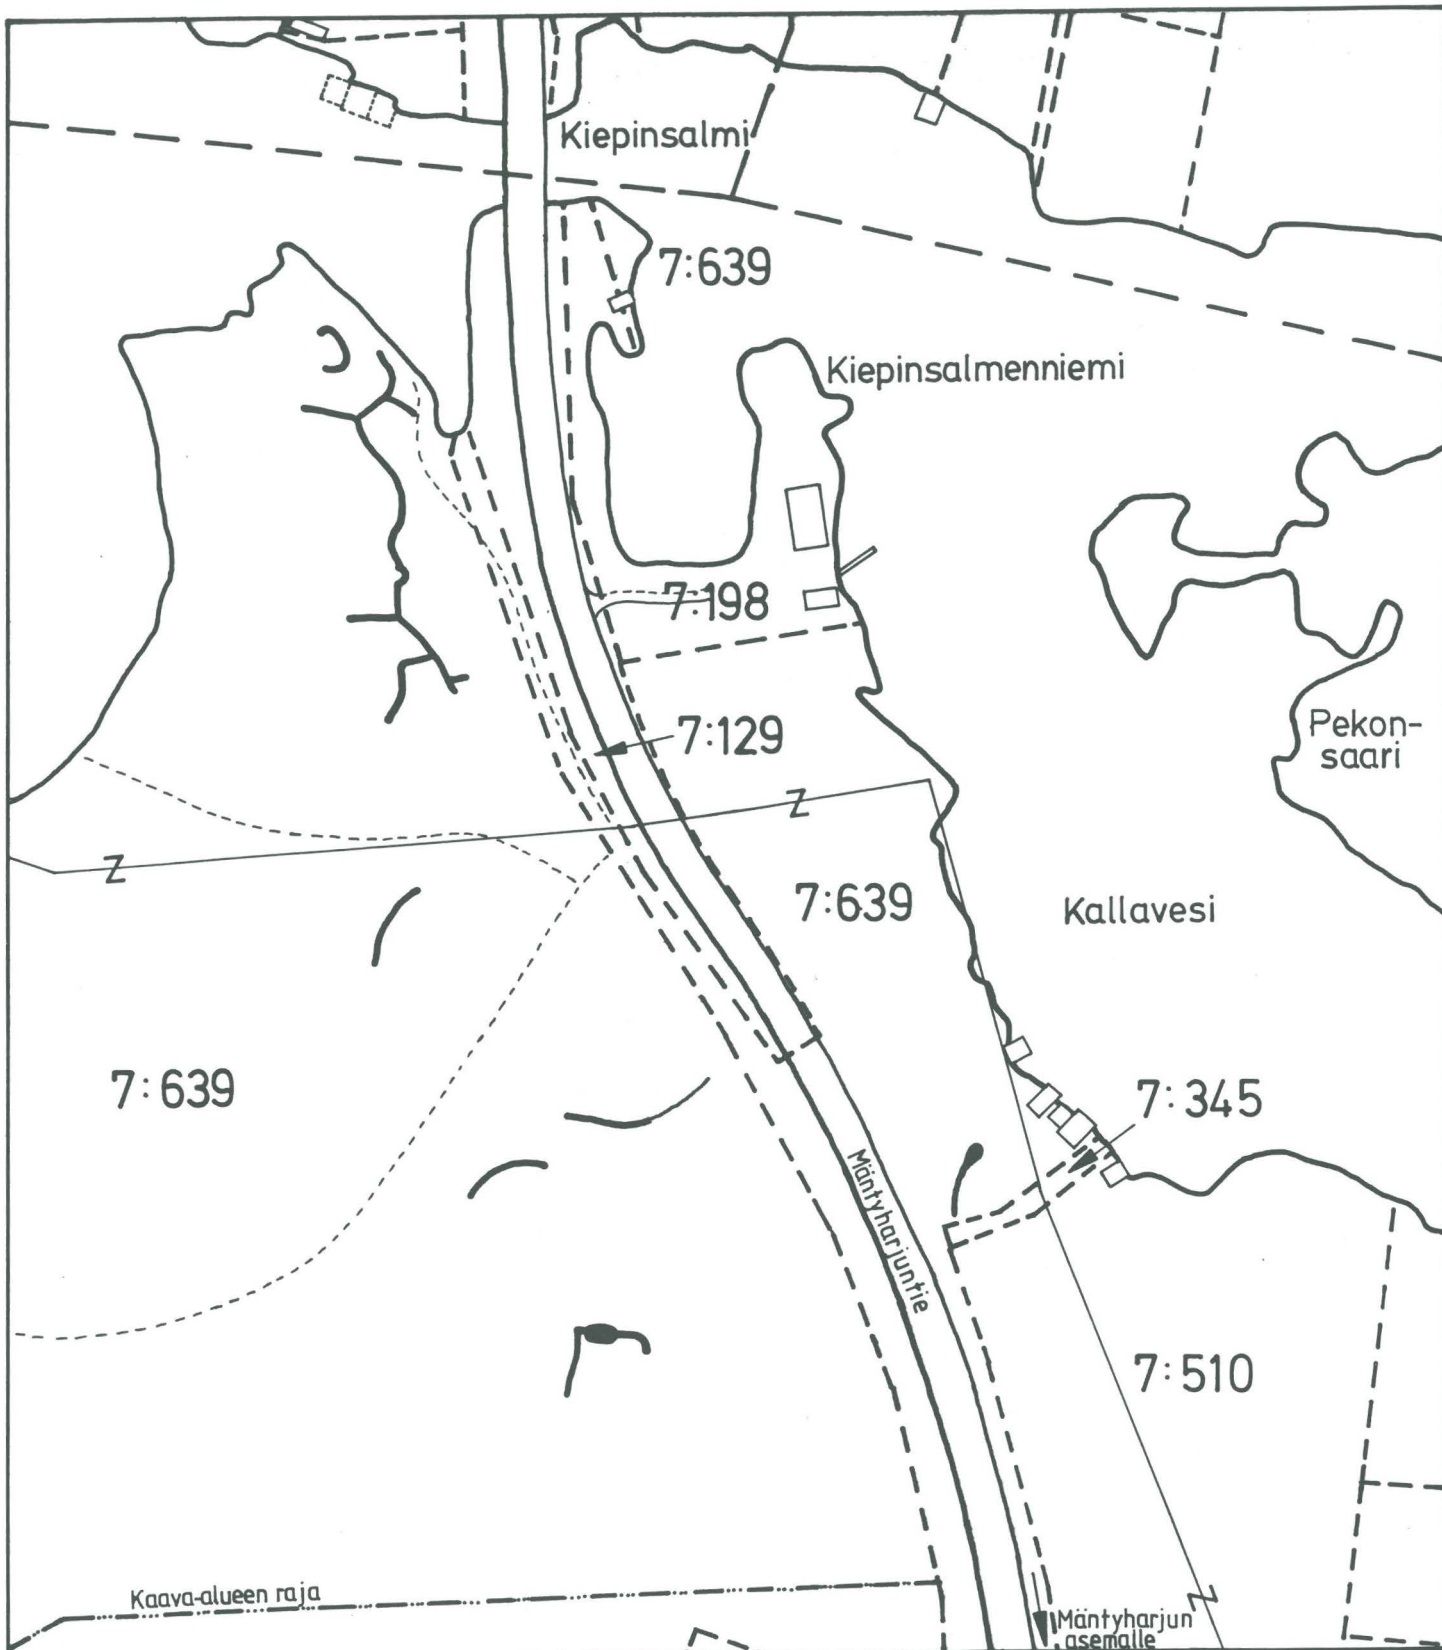 Kiepinsalmi
7:639
Kiepinsalmenniemi
7:198
7:129
Pekon-
saari
Z
Z
7:639
Kallavesi
7:639
7:345
Mäntyharjuntie
7:510
Kaava-alueen raja
Z
Mäntyharjun
asemalle